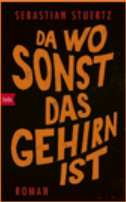 SEBASTIAN STUERTZ
DA WO
SONST
DAS
GEHIRN
IST
btb
ROMAN